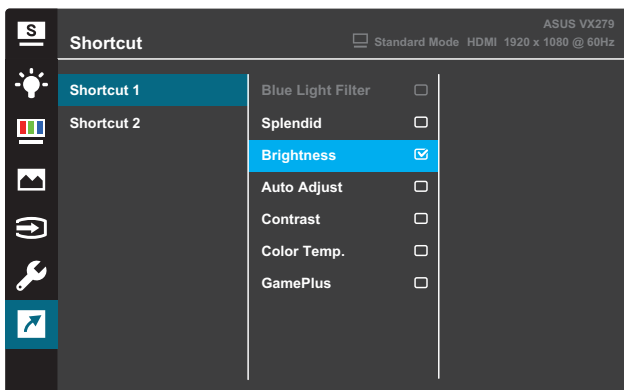 S
ASUS VX279
Shortcut
Standard Mode HDMI 1920 x 1080 @ 60Hz
Shortcut 1
Shortcut 2
Blue Light Filter
Splendid
Brightness
Auto Adjust
Contrast
Color Temp.
GamePlus